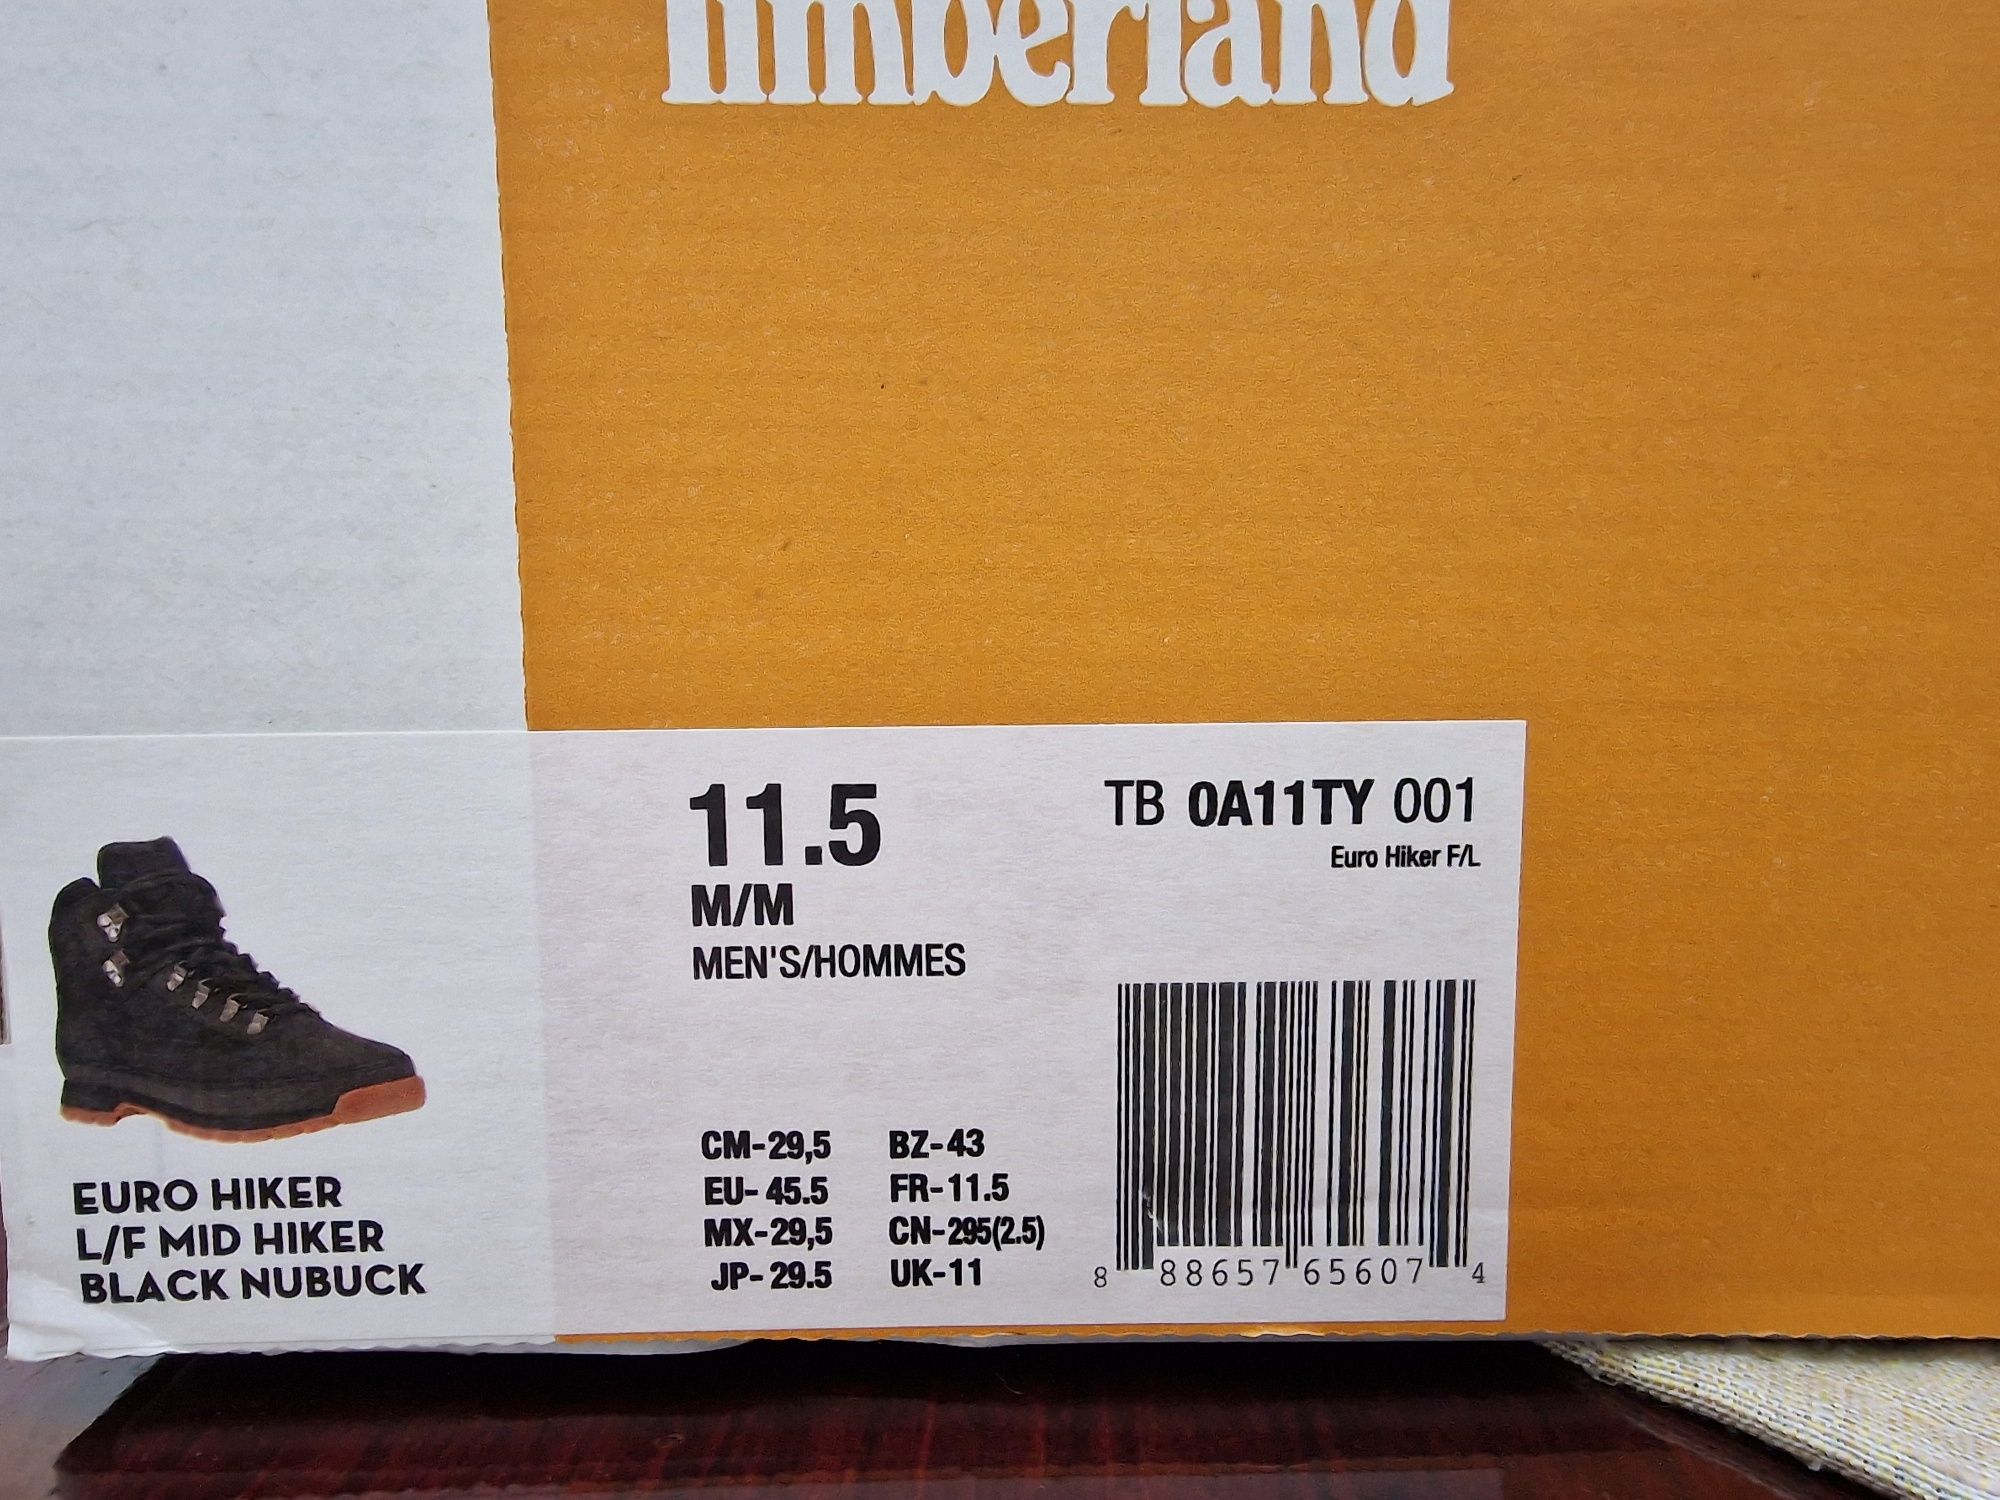 Timberland
11.5
M/M
MEN'S/HOMMES
TB 0A11TY 001
Euro Hiker F/L
CM-29,5 BZ-43
EU-45.5 FR-11.5
MX-29,5 CN-295(2.5)
JP-29.5 UK-11
8 88657 65607 4
EURO HIKER
L/F MID HIKER
BLACK NUBUCK